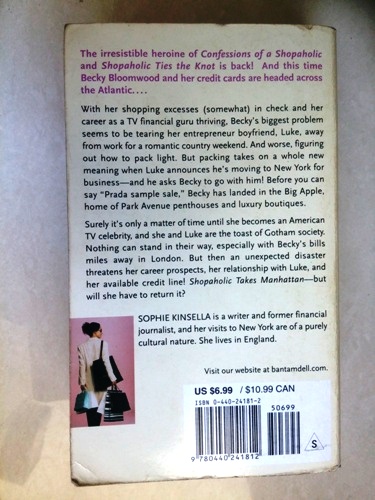 The irresistible heroine of Confessions of a Shopaholic
and Shopaholic Ties the Knot is back! And this time
Becky Bloomwood and her credit cards are headed across
the Atlantic. . . .
With her shopping excesses (somewhat) in check and her
career as a TV financial guru thriving, Becky's biggest problem
seems to be tearing her entrepreneur boyfriend, Luke, away
from work for a romantic country weekend. And worse, figuring
out how to pack light. But packing takes on a whole new
meaning when Luke announces he's moving to New York for
business—and he asks Becky to go with him! Before you can
say "Prada sample sale," Becky has landed in the Big Apple,
home of Park Avenue penthouses and luxury boutiques.
Surely it's only a matter of time until she becomes an American
TV celebrity, and she and Luke are the toast of Gotham society.
Nothing can stand in their way, especially with Becky's bills
miles away in London. But then an unexpected disaster
threatens her career prospects, her relationship with Luke, and
her available credit line! Shopaholic Takes Manhattan—but
will she have to return it?
SOPHIE KINSELLA is a writer and former financial
journalist, and her visits to New York are of a purely
cultural nature. She lives in England.
Visit our website at bantamdell.com.
US $6.99 / $10.99 CAN
ISBN 0-440-24181-2
50699
9 780440 241812
S